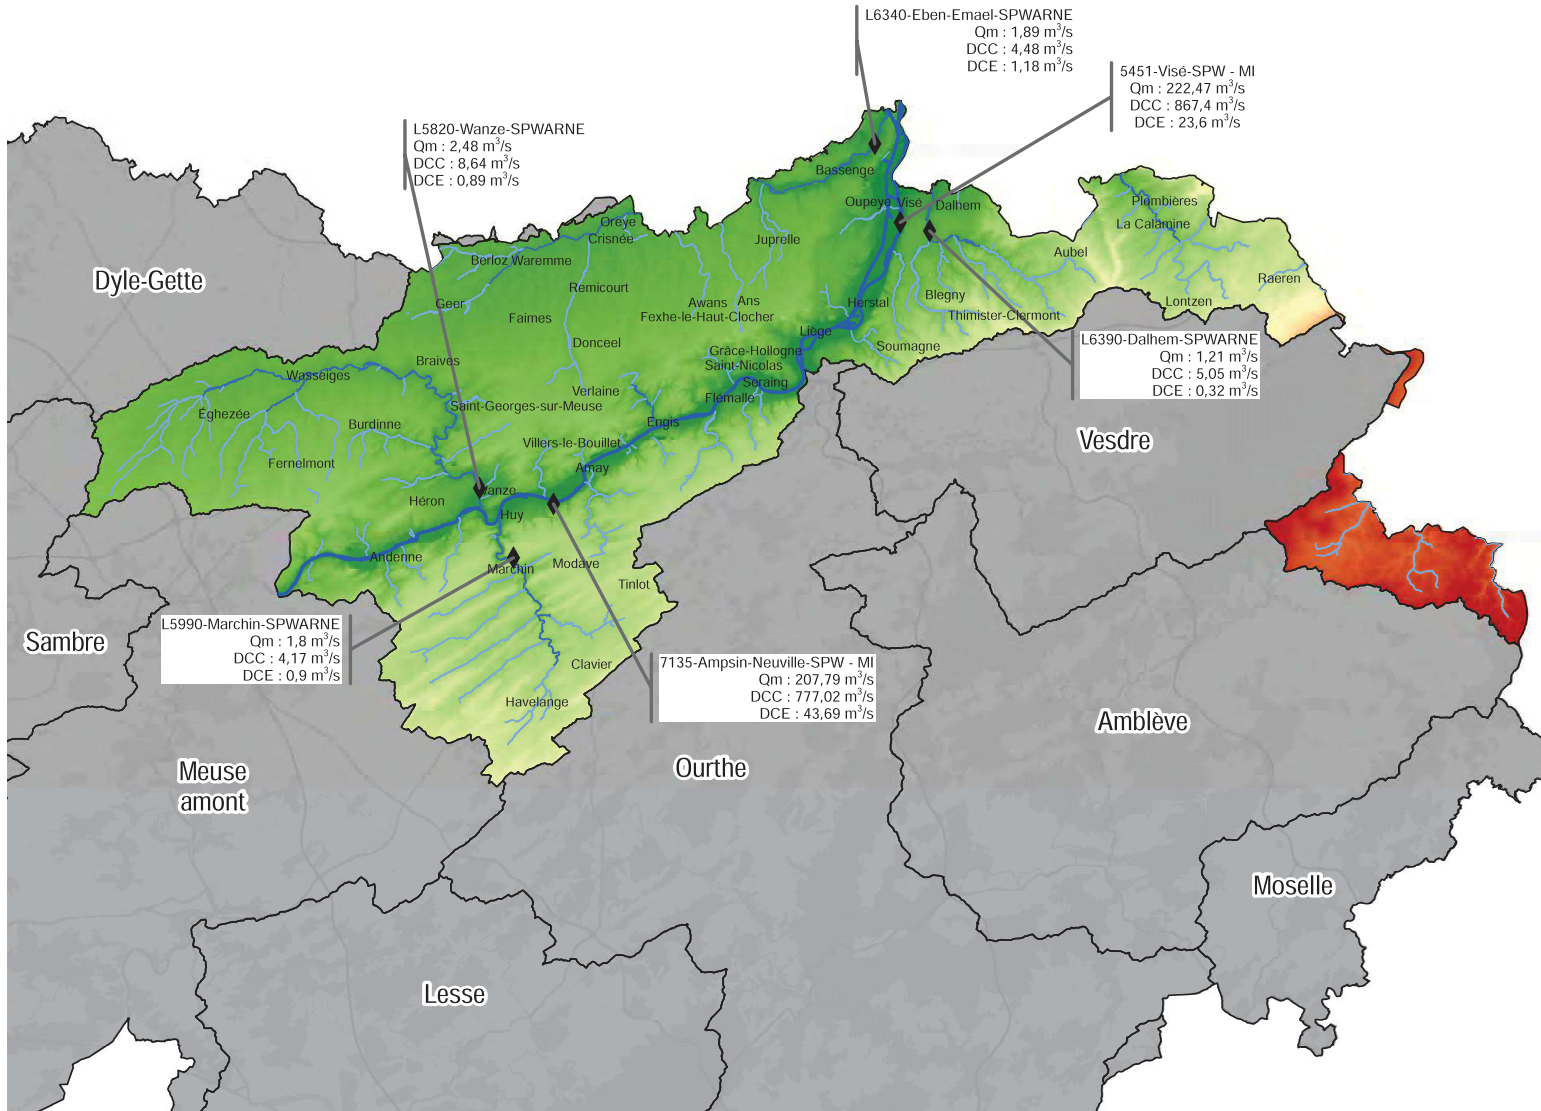 L6340-Eben-Emael-SPWARNE
Qm : 1,89 m³/s
DCC : 4,48 m³/s
DCE : 1,18 m³/s
5451-Visé-SPW - MI
Qm : 222,47 m³/s
DCC : 867,4 m³/s
DCE : 23,6 m³/s
L5820-Wanze-SPWARNE
Qm : 2,48 m³/s
DCC : 8,64 m³/s
DCE : 0,89 m³/s
Bassenge
Oupeye Visé Dalhem
Plombières
La Calamine
Oreye
Crisnée
Juprelle
Aubel
Berloz Waremme
Dyle-Gette
Raeren
Remicourt
Geer
Awans Ans
Herstal
Blegny
Lontzen
Faimes
Fexhe-le-Haut-Clocher
Thimister-Clermont
Liège
Donceel
Soumagne
L6390-Dalhem-SPWARNE
Qm : 1,21 m³/s
DCC : 5,05 m³/s
DCE : 0,32 m³/s
Braives
Grâce-Hollogne
Saint-Nicolas
Wasseiges
Seraing
Verlaine
Flémalle
Saint-Georges-sur-Meuse
Éghezée
Burdinne
Engis
Villers-le-Bouillet
Vesdre
Fernelmont
Amay
Wanze
Héron
Huy
Andenne
Marchin
Modave
Tinlot
L5990-Marchin-SPWARNE
Qm : 1,8 m³/s
DCC : 4,17 m³/s
DCE : 0,9 m³/s
Sambre
Clavier
7135-Ampsin-Neuville-SPW - MI
Qm : 207,79 m³/s
DCC : 777,02 m³/s
DCE : 43,69 m³/s
Havelange
Amblève
Ourthe
Meuse
amont
Moselle
Lesse